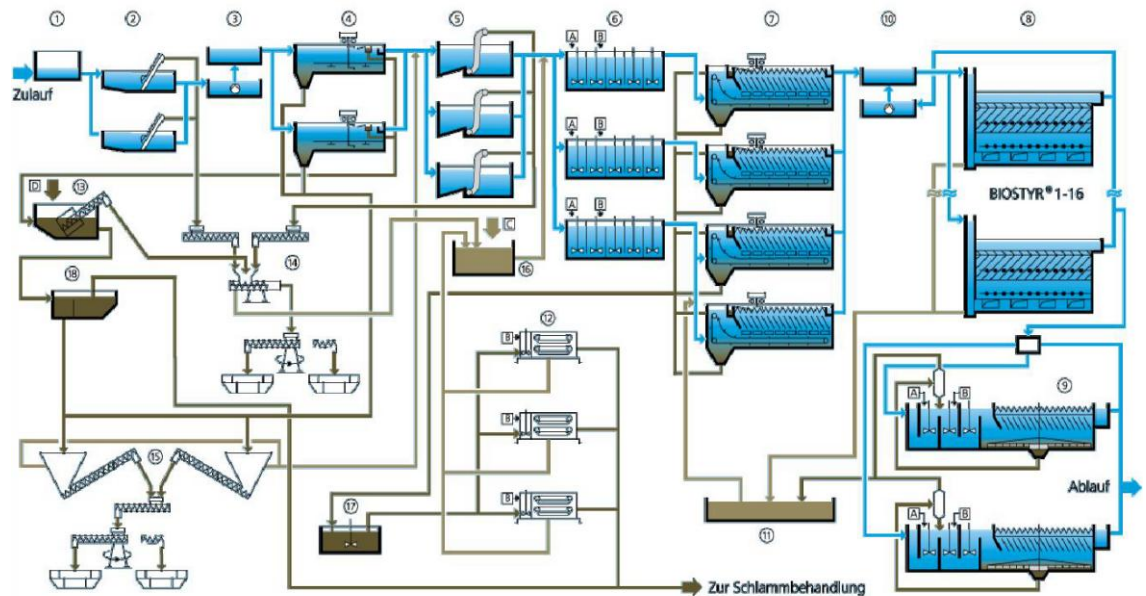 1 2 3 4 5 6 7 10 8
Zulauf
A B
A B
A B
BIOSTYR® 1-16
D 13
C
14
16
18
12
B
B
B
9
A B
A B
15
17
11
Ablauf
Zur Schlammbehandlung